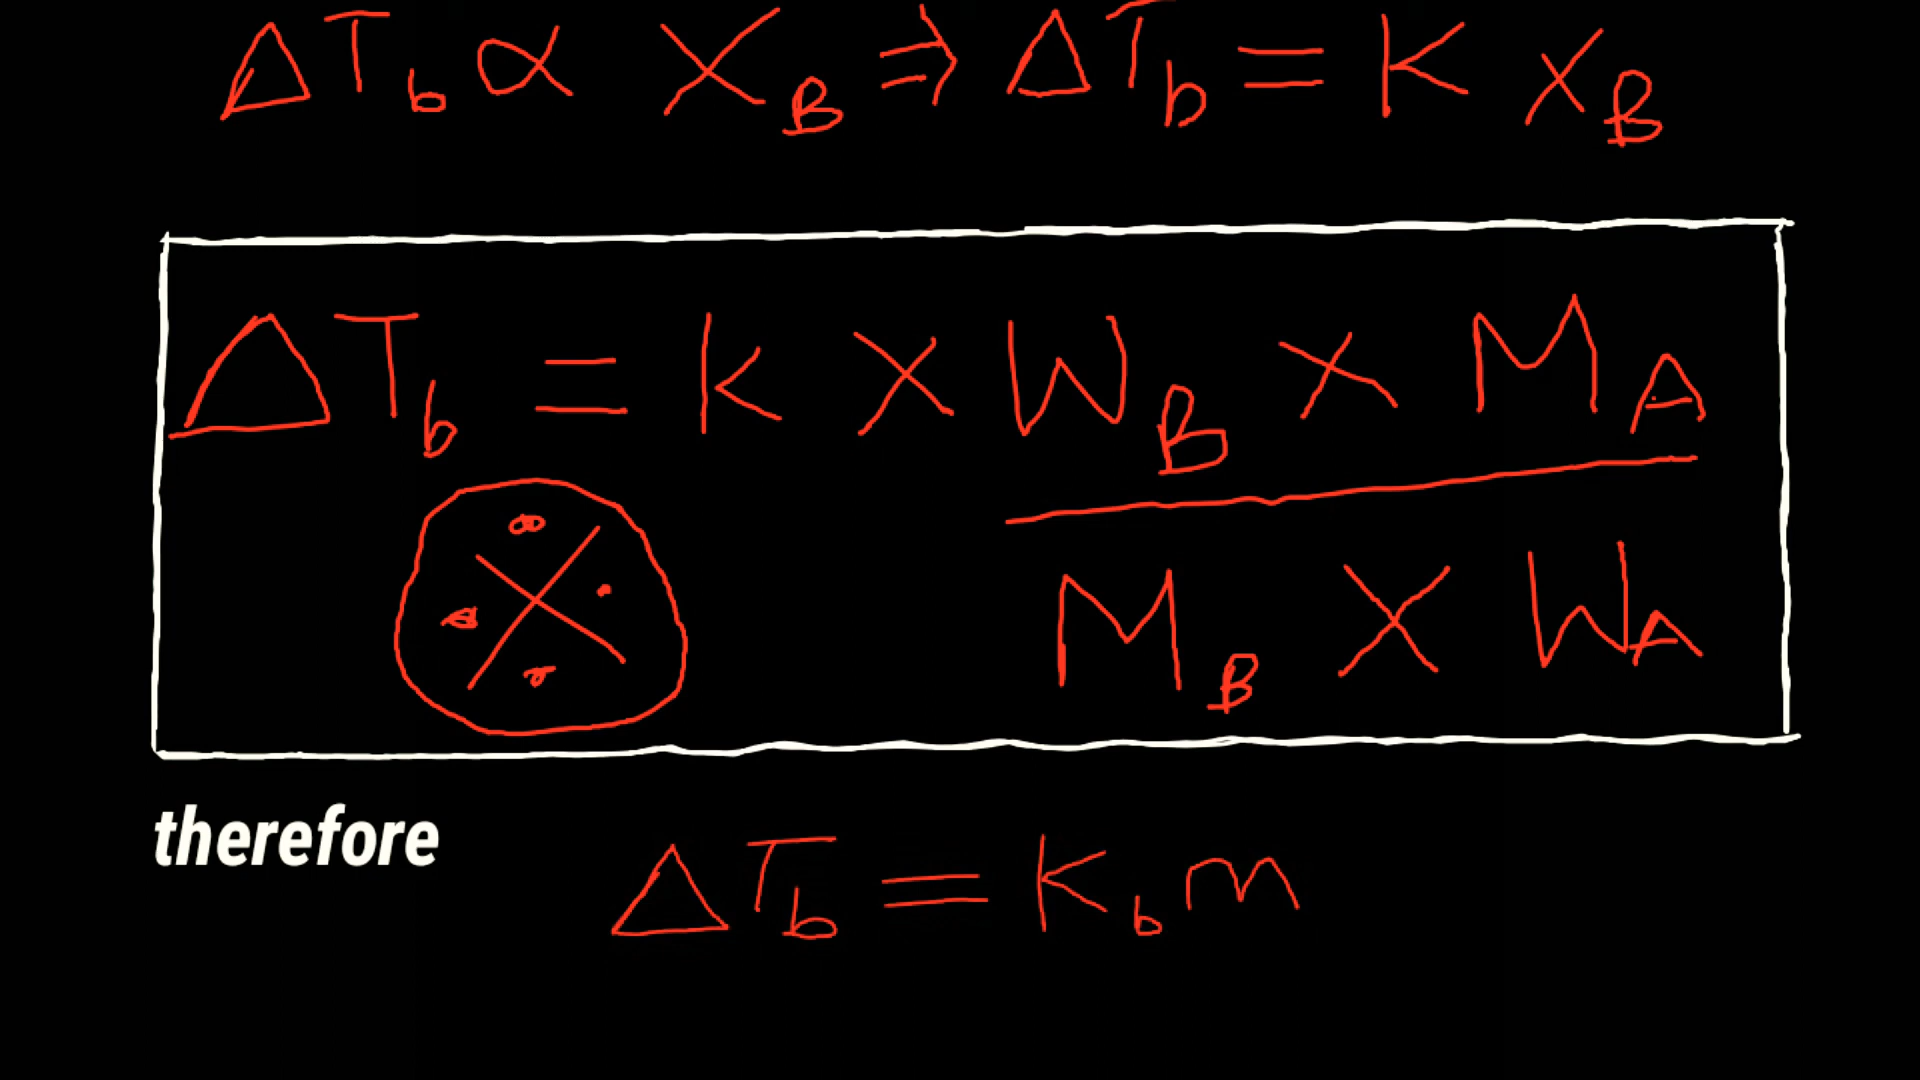 ΔT_b α X_B ⇒ ΔT_b = K x_B
ΔT_b = K × W_B × M_A
M_B × W_A
therefore
ΔT_b = K_b m